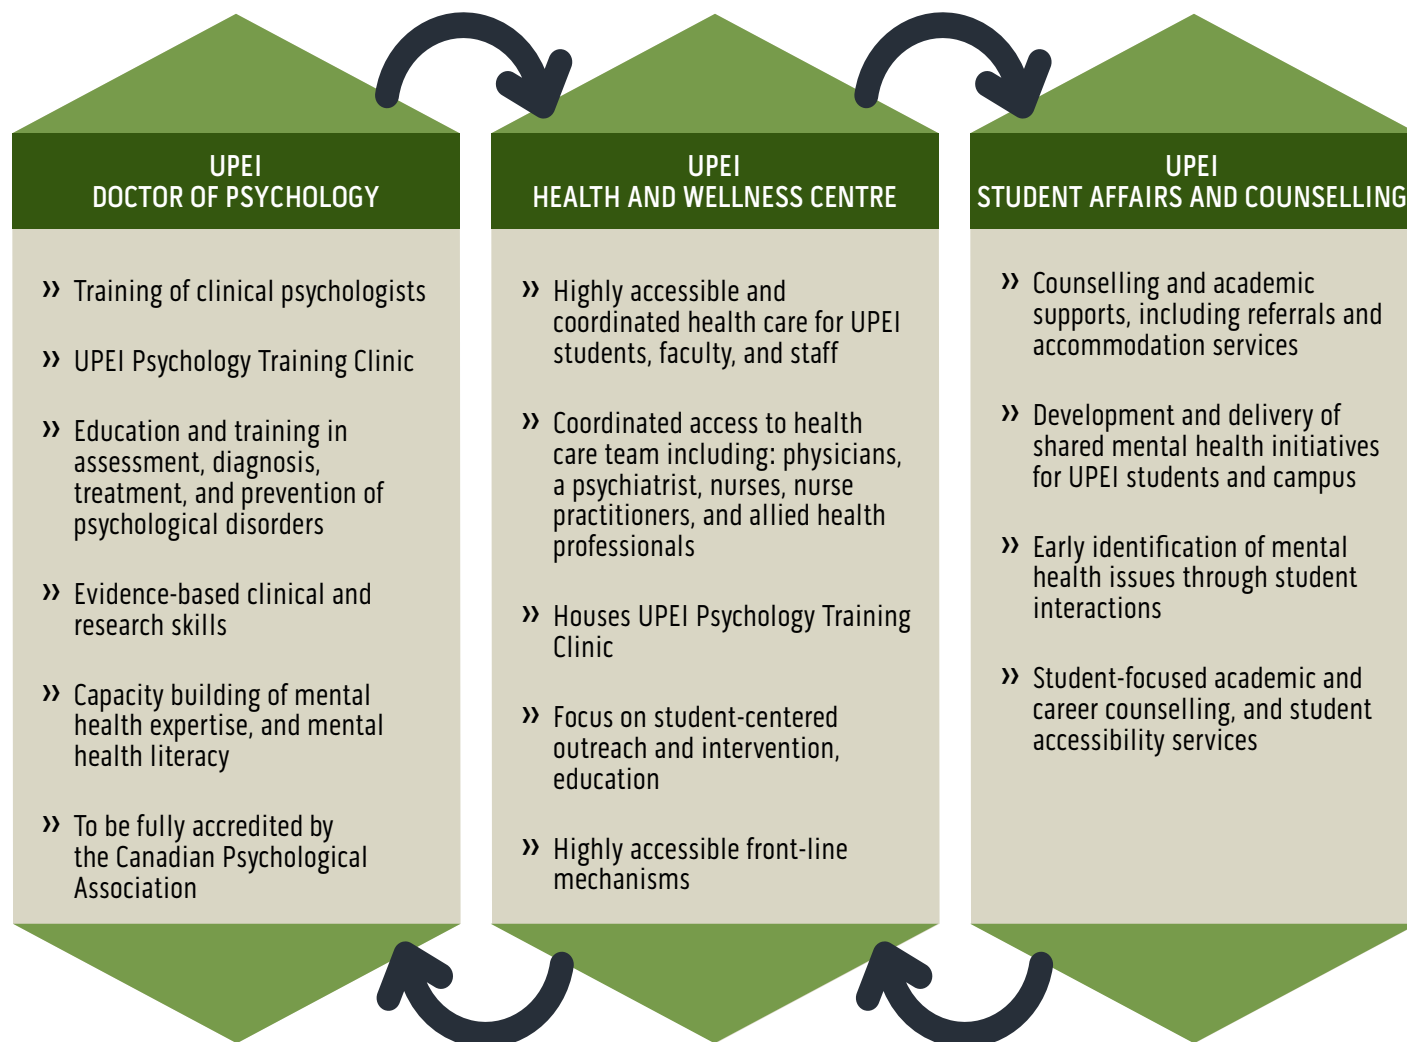 UPEI
DOCTOR OF PSYCHOLOGY
» Training of clinical psychologists
» UPEI Psychology Training Clinic
» Education and training in
assessment, diagnosis,
treatment, and prevention of
psychological disorders
» Evidence-based clinical and
research skills
» Capacity building of mental
health expertise, and mental
health literacy
» To be fully accredited by
the Canadian Psychological
Association
UPEI
HEALTH AND WELLNESS CENTRE
» Highly accessible and
coordinated health care for UPEI
students, faculty, and staff
» Coordinated access to health
care team including: physicians,
a psychiatrist, nurses, nurse
practitioners, and allied health
professionals
» Houses UPEI Psychology Training
Clinic
» Focus on student-centered
outreach and intervention,
education
» Highly accessible front-line
mechanisms
UPEI
STUDENT AFFAIRS AND COUNSELLING
» Counselling and academic
supports, including referrals and
accommodation services
» Development and delivery of
shared mental health initiatives
for UPEI students and campus
» Early identification of mental
health issues through student
interactions
» Student-focused academic and
career counselling, and student
accessibility services